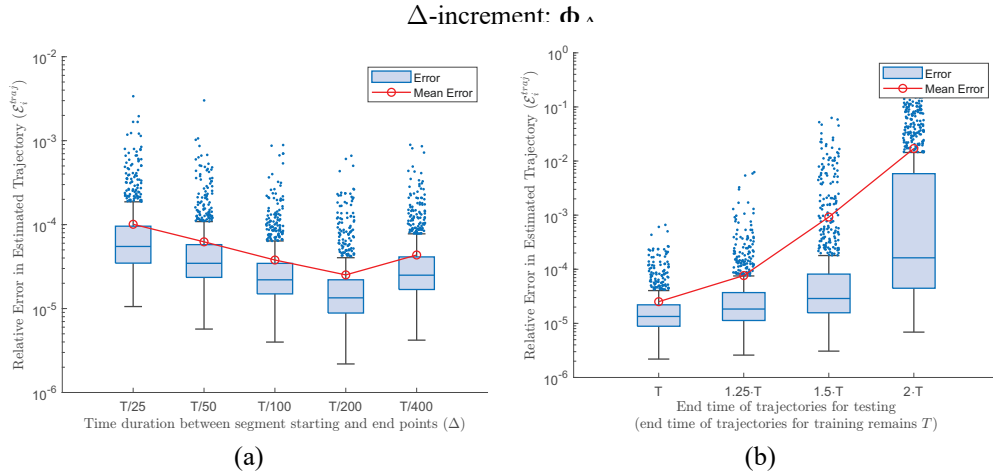 Δ-increment: Φ_Δ
10^-2
10^-3
10^-4
10^-5
10^-6
Relative Error in Estimated Trajectory (ℰ_i^traj)
Error
Mean Error
T/25 T/50 T/100 T/200 T/400
Time duration between segment starting and end points (Δ)
(a)
10^0
10^-1
10^-2
10^-3
10^-4
10^-5
10^-6
Relative Error in Estimated Trajectory (ℰ_i^traj)
Error
Mean Error
T 1.25·T 1.5·T 2·T
End time of trajectories for testing
(end time of trajectories for training remains T)
(b)